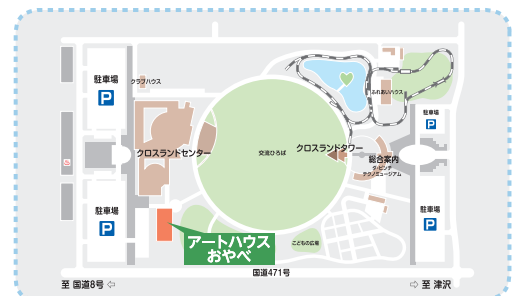 駐車場
P
クラブハウス
ふれあいハウス
駐車場
P
クロスランドセンター
交流ひろば
クロスランドタワー
総合案内
ダ・ビンチ
テクノミュージアム
駐車場
P
駐車場
P
アートハウス
おやべ
こどもの広場
国道471号
至 国道8号 ⇦
⇨ 至 津沢